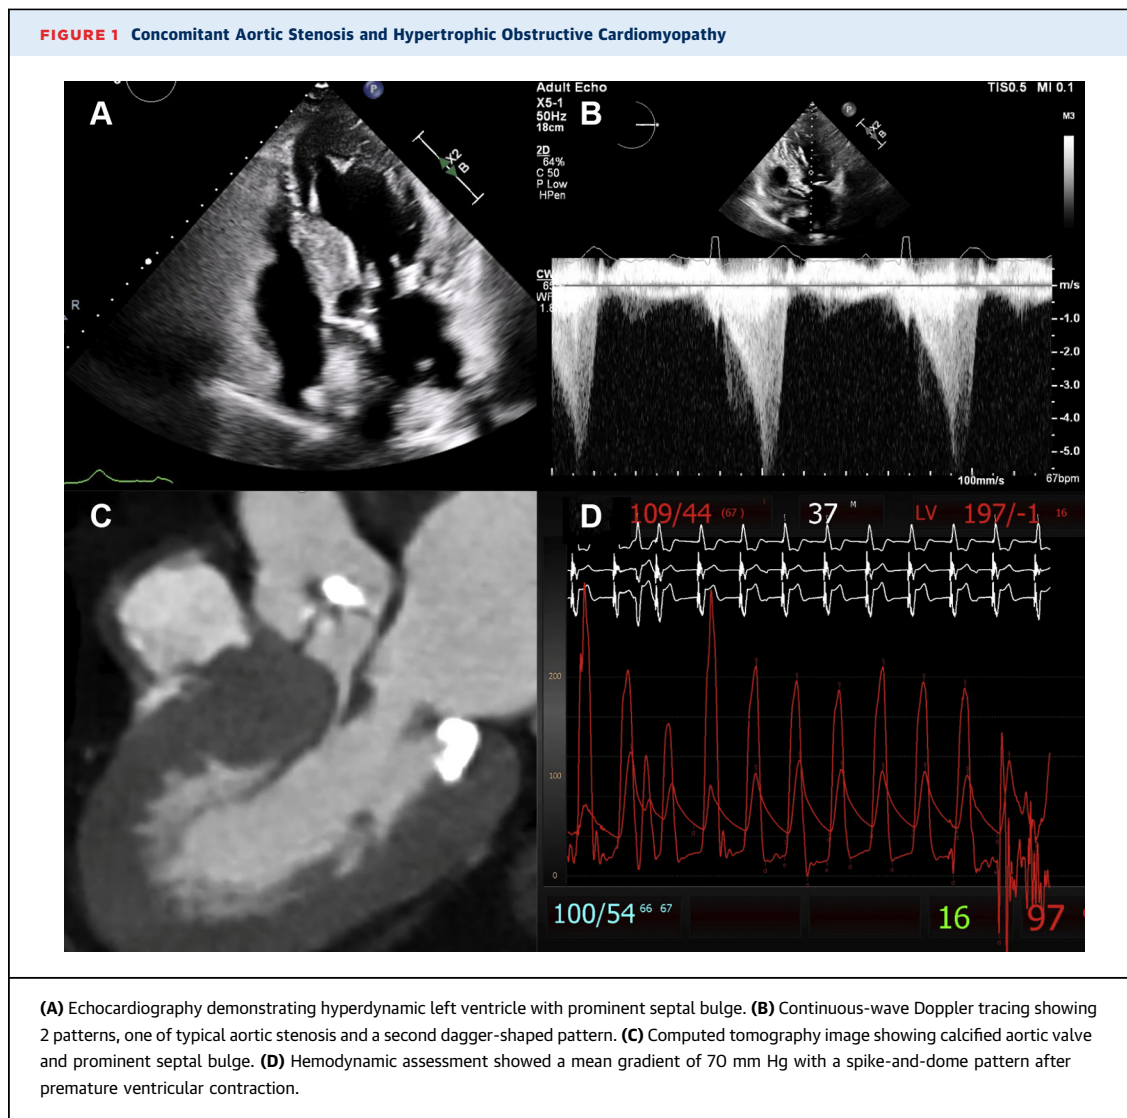 FIGURE 1 Concomitant Aortic Stenosis and Hypertrophic Obstructive Cardiomyopathy
A
P
X2
B
R
Adult Echo
X5-1
50Hz
18cm
2D
64%
C 50
P Low
HPen
CW
B
P
X2
B
TIS0.5 MI 0.1
M3
m/s
-1.0
-2.0
-3.0
-4.0
-5.0
100mm/s
67bpm
C
D
109/44 (67)
37 M
LV 197/-1 16
200
100
0
100/54 66 67
16
97
(A) Echocardiography demonstrating hyperdynamic left ventricle with prominent septal bulge. (B) Continuous-wave Doppler tracing showing
2 patterns, one of typical aortic stenosis and a second dagger-shaped pattern. (C) Computed tomography image showing calcified aortic valve
and prominent septal bulge. (D) Hemodynamic assessment showed a mean gradient of 70 mm Hg with a spike-and-dome pattern after
premature ventricular contraction.